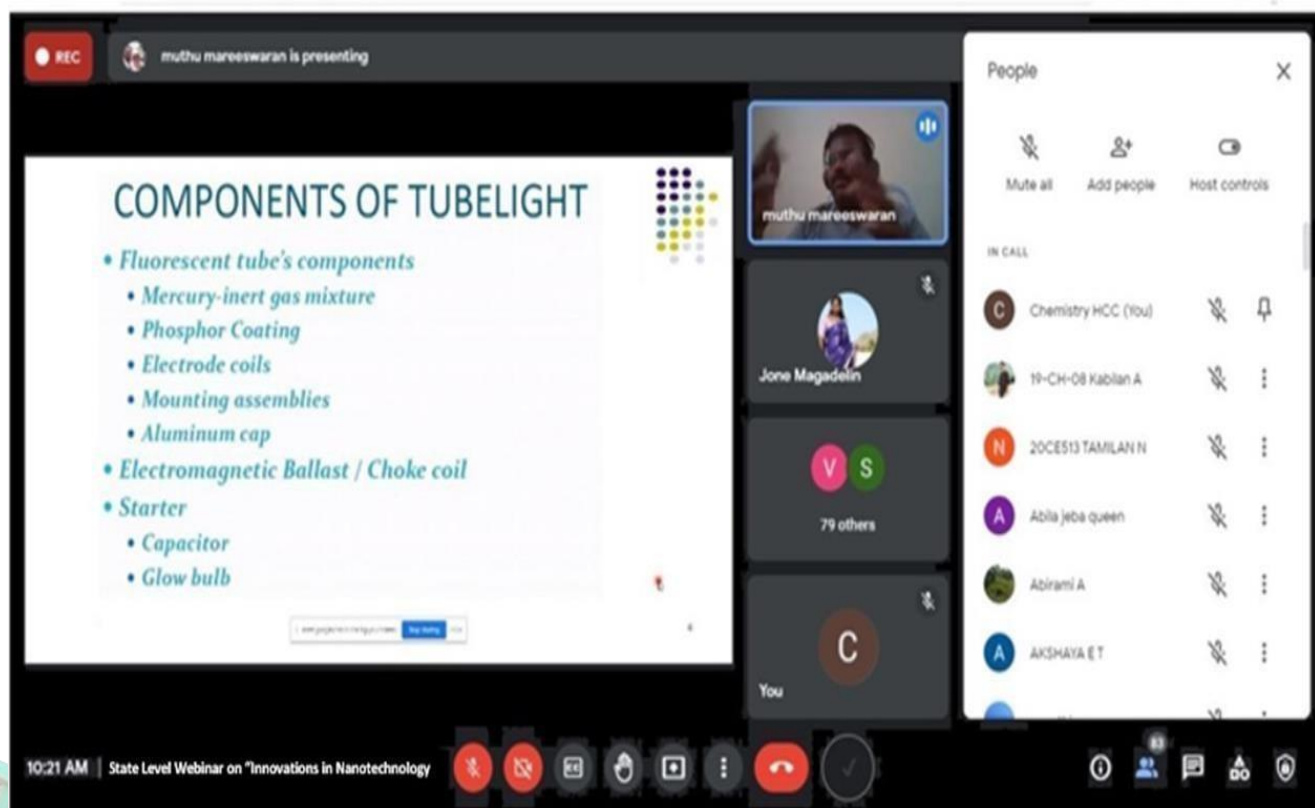 REC
muthu mareeswaran is presenting
COMPONENTS OF TUBELIGHT
• Fluorescent tube's components
• Mercury-inert gas mixture
• Phosphor Coating
• Electrode coils
• Mounting assemblies
• Aluminum cap
• Electromagnetic Ballast / Choke coil
• Starter
• Capacitor
• Glow bulb
Stop sharing
muthu mareeswaran
Jone Magadelin
V S
79 others
C
You
People
Mute all Add people Host controls
IN CALL
C Chemistry HCC (You)
19-CH-08 Kabilan A
N 20CE513 TAMILAN N
A Abila jeba queen
Abirami A
A AKSHAYA E T
10:21 AM | State Level Webinar on "Innovations in Nanotechnology
83